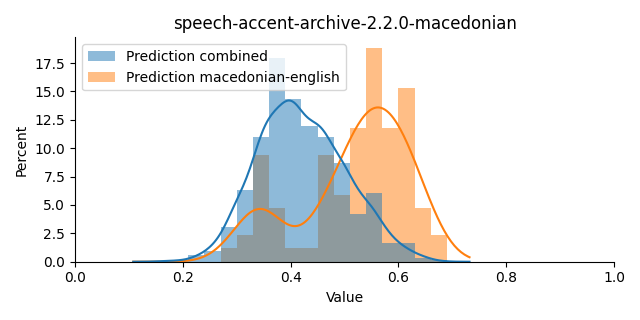 speech-accent-archive-2.2.0-macedonian
Prediction combined
Prediction macedonian-english
Percent
17.5
15.0
12.5
10.0
7.5
5.0
2.5
0.0
0.0 0.2 0.4 0.6 0.8 1.0
Value